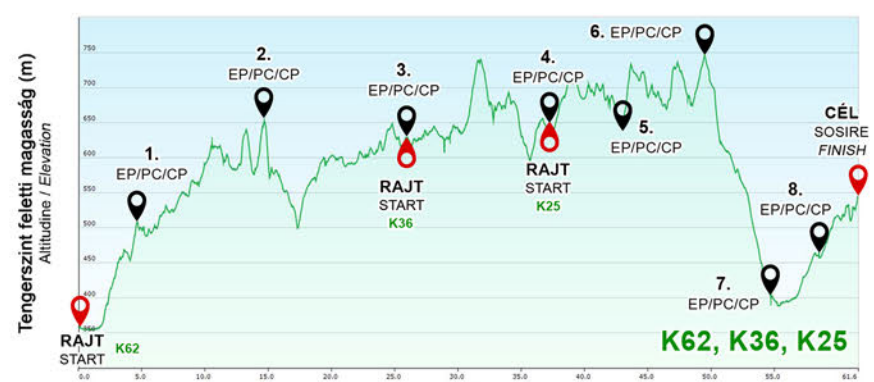 Tengerszint feletti magasság (m)
Altitudine / Elevation
750
700
650
600
550
500
450
400
350
0.0
5.0
10.0
15.0
20.0
25.0
30.0
35.0
40.0
45.0
50.0
55.0
61.6
RAJT
START
K62
1.
EP/PC/CP
2.
EP/PC/CP
3.
EP/PC/CP
RAJT
START
K36
4.
EP/PC/CP
RAJT
START
K25
5.
EP/PC/CP
6. EP/PC/CP
7.
EP/PC/CP
8.
EP/PC/CP
CÉL
SOSIRE
FINISH
K62, K36, K25